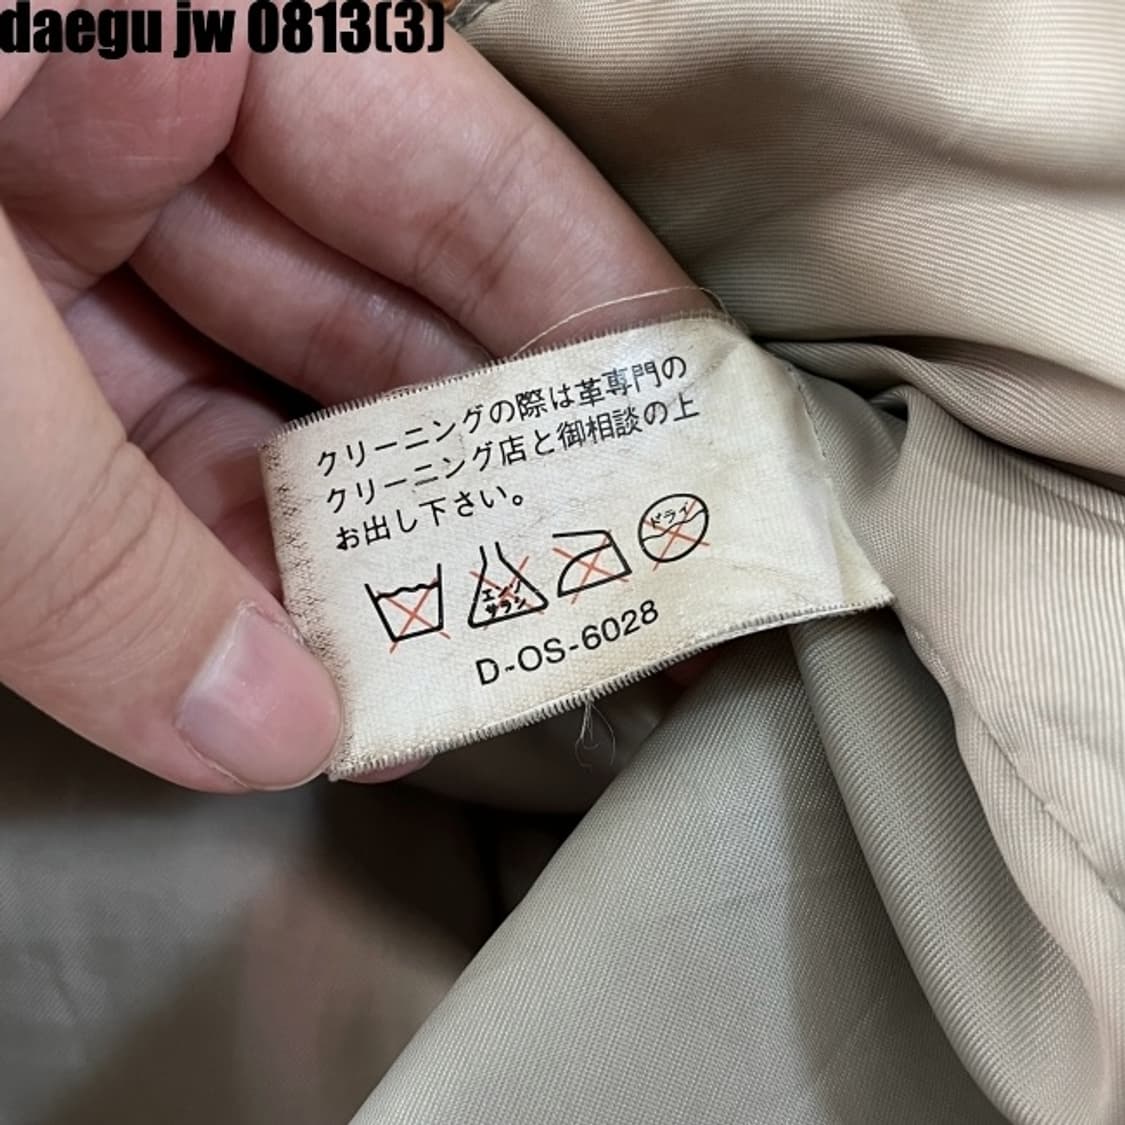 daegu jw 0813(3)
クリーニングの際は革専門の
クリーニング店と御相談の上
お出し下さい。
エンソ
サラシ
ドライ
D-OS-6028